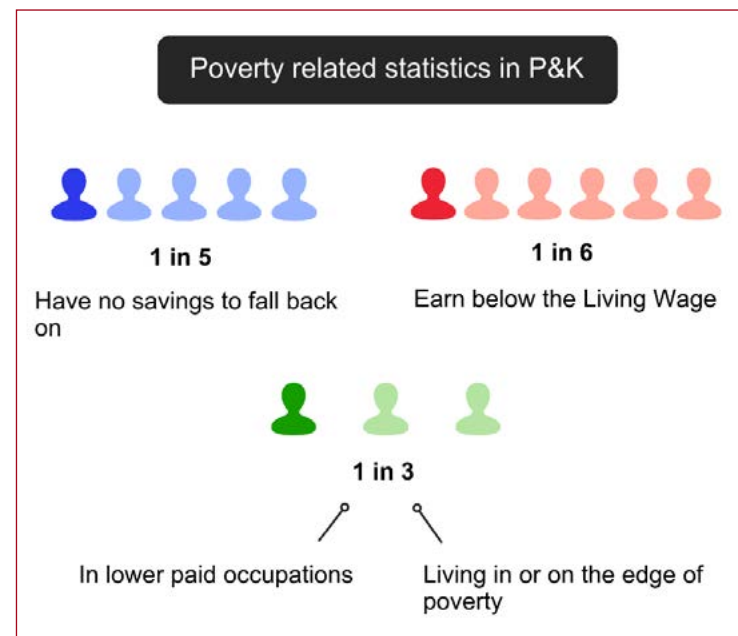 Poverty related statistics in P&K
1 in 5
Have no savings to fall back
on
1 in 6
Earn below the Living Wage
1 in 3
In lower paid occupations
Living in or on the edge of
poverty